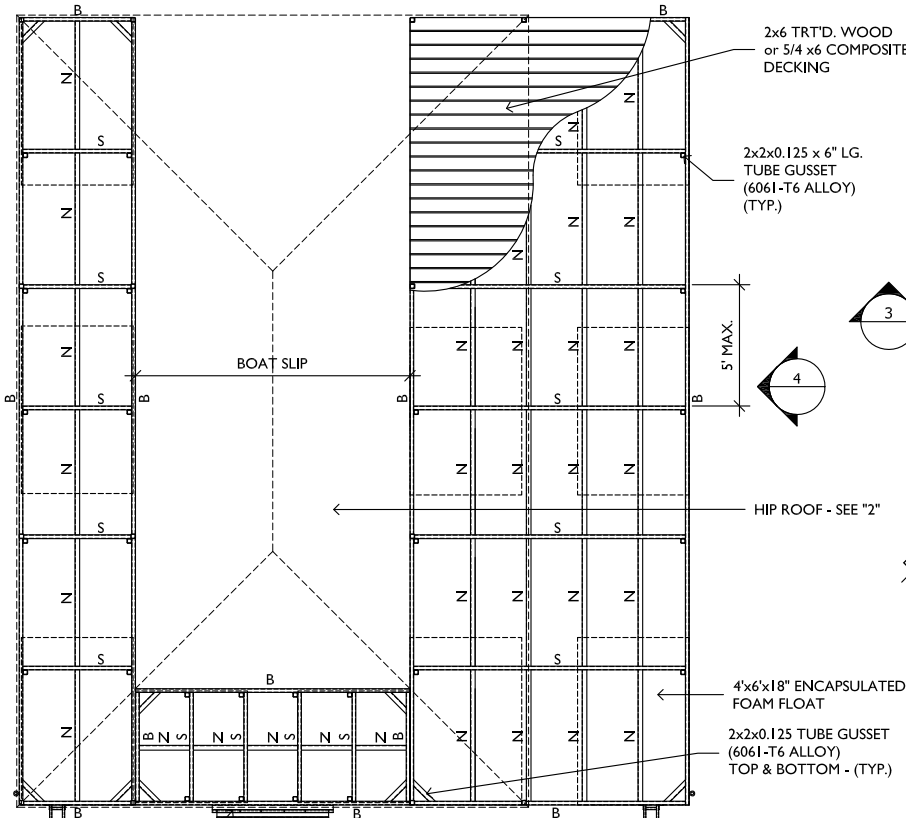 B
B
2x6 TRT'D. WOOD
or 5/4 x6 COMPOSITE
DECKING
N
N
N
S
S
2x2x0.125 x 6" LG.
TUBE GUSSET
(6061-T6 ALLOY)
(TYP.)
N
N
N
N
S
S
3
N
BOAT SLIP
N
N
N
N
5' MAX.
4
B
B
B
B
S
S
N
N
N
N
N
HIP ROOF - SEE "2"
S
S
N
N
N
N
N
S
S
B
4'x6'x18" ENCAPSULATED
FOAM FLOAT
N
B
N
S
N
S
N
S
N
S
N
B
N
N
N
N
2x2x0.125 TUBE GUSSET
(6061-T6 ALLOY)
TOP & BOTTOM - (TYP.)
B
B
B